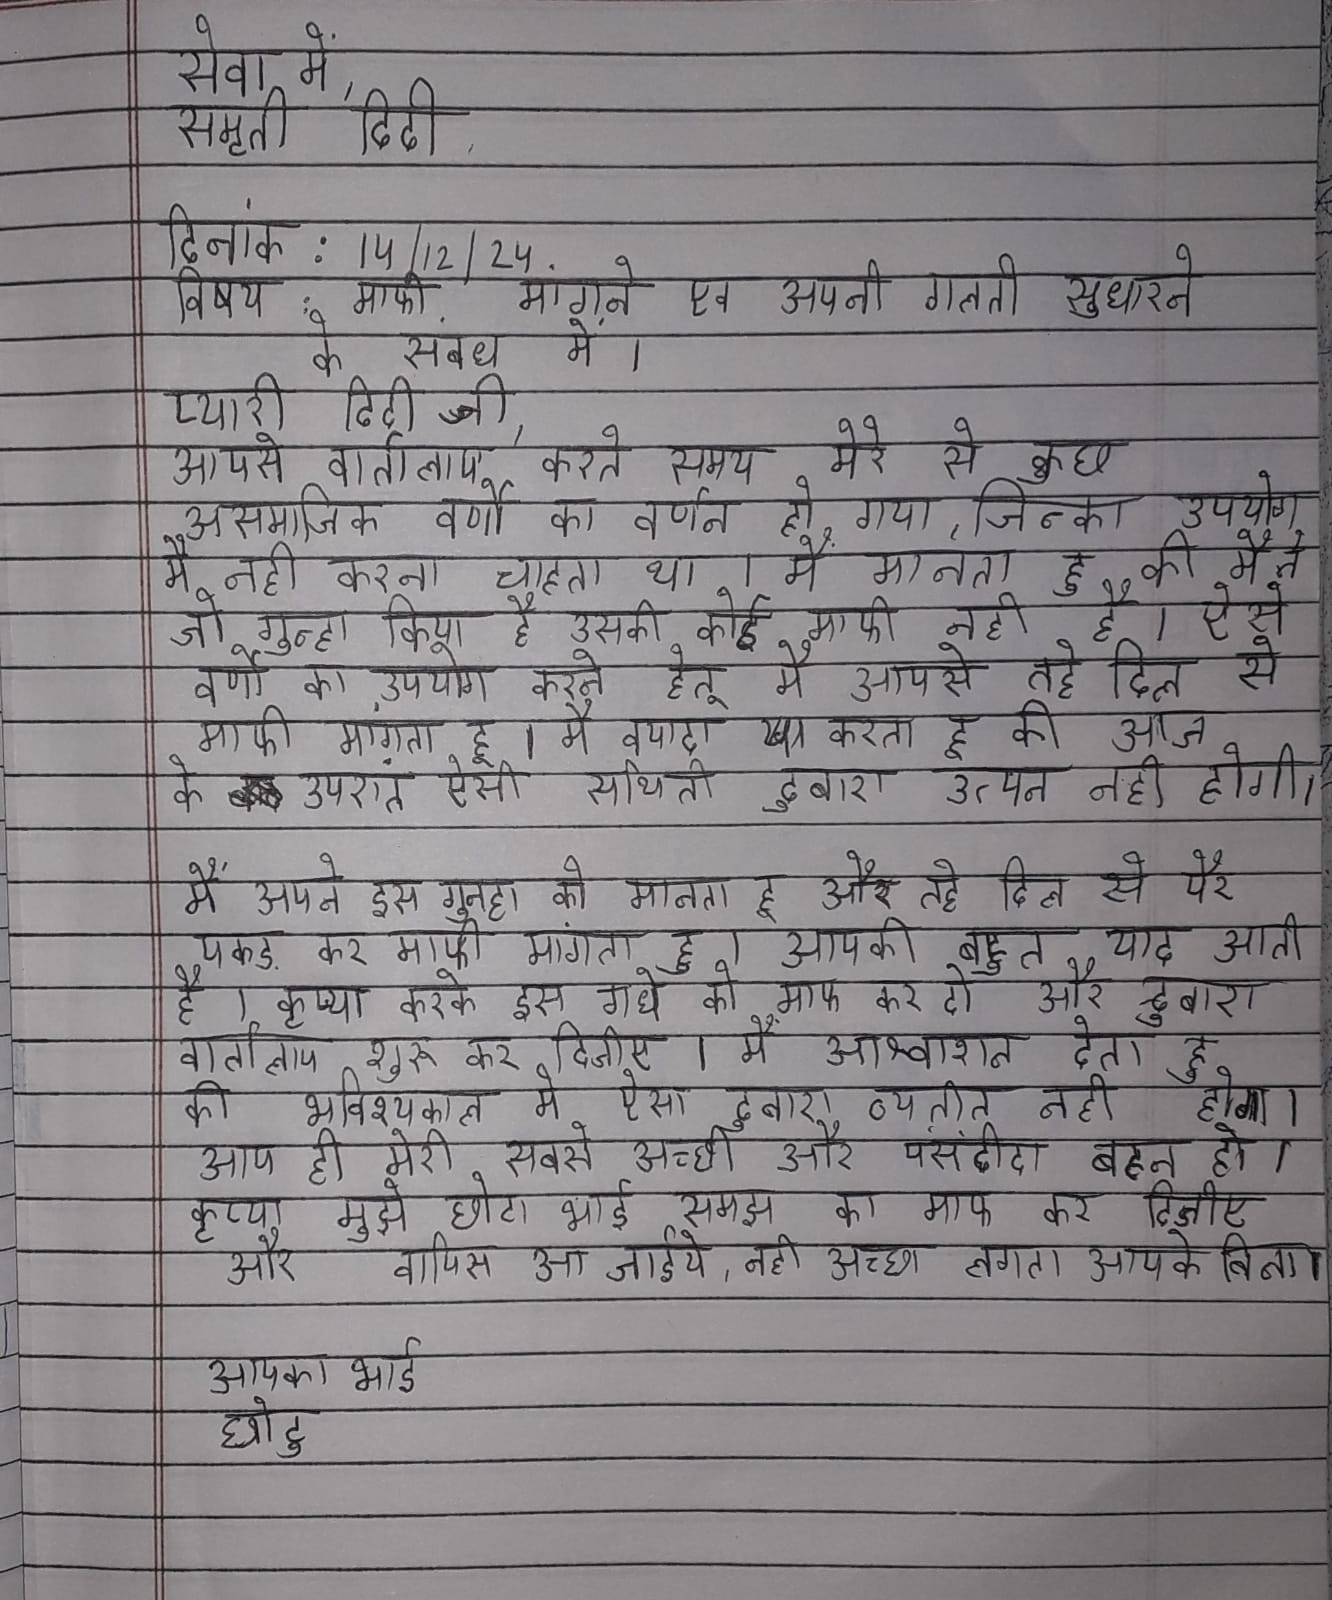 सेवा में,
समृती दिदी,
दिनांक : 14/12/24.
विषय : माफी मागने एव अपनी गलती सुधारने
के संबध में ।
प्यारी दिदी जी,
आपसे वार्तालाप करते समय मेरे से कुछ
असमाजिक वर्णो का वर्णन हो गया, जिन्का उपयोग
मैं नही करना चाहता था । मैं मानता हु की मैंने
जो गुन्हा किया है उसकी कोई माफी नही है । ऐसे
वर्णो का उपयोग करने हेतू मैं आपसे तहे दिल से
माफी मांगता हू । मैं वयादा करता हू की आज
के उपरांत ऐसी सथिती दुबारा उत्पन नही होगी।
मैं अपने इस गुनहा को मानता हू और तहे दिल से पैर
पकड़ कर माफी मांगता हु । आपकी बहुत याद आती
है । कृप्या करके इस गधे को माफ कर दो और दुबारा
वार्तालाप शुरू कर दिजीए । मैं आश्वाशन देता हु
की भविश्यकाल में ऐसा दुबारा व्यतीत नही होगा।
आप ही मेरी सबसे अच्छी और पसंदीदा बहन हो ।
कृप्या मुझे छोटा भाई समझ का माफ कर दिजीए
और वापिस आ जाईये, नही अच्छा लगता आपके बिना।
आपका भाई
छोटु